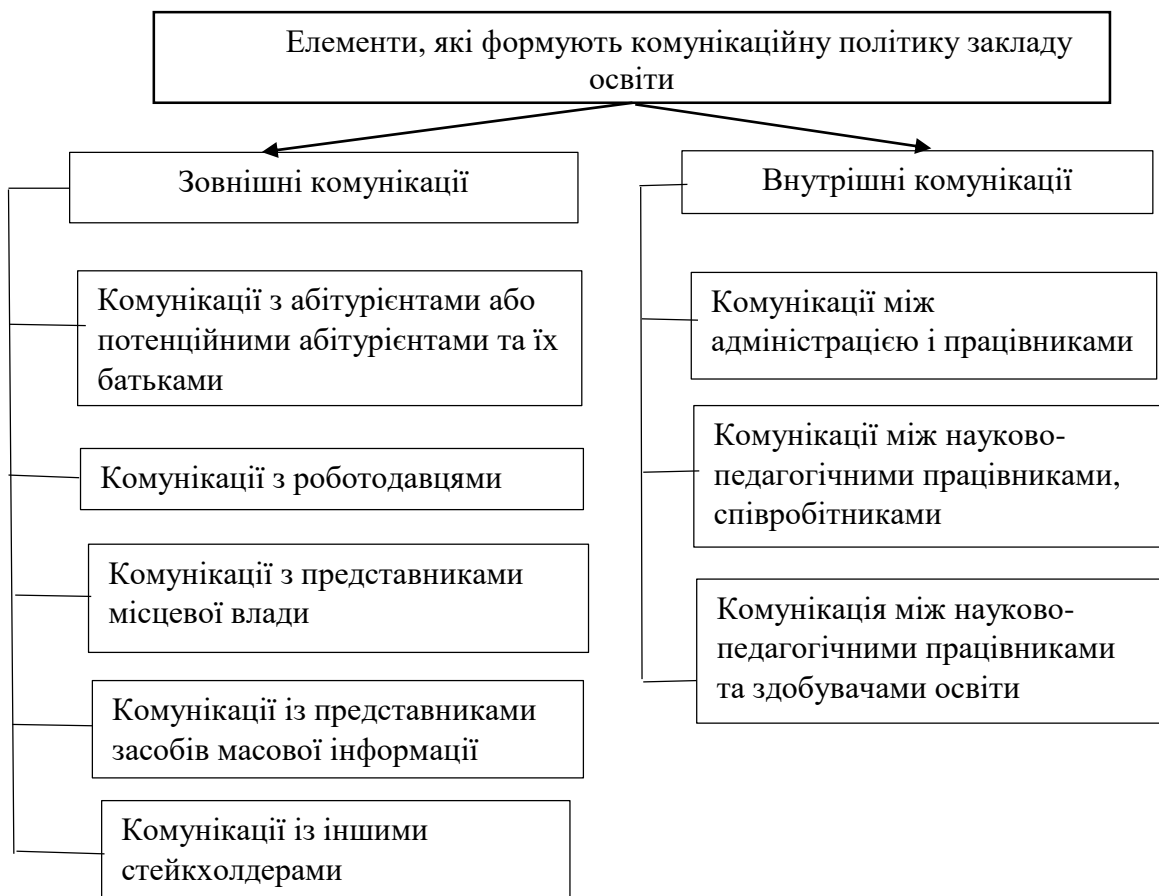 Елементи, які формують комунікаційну політику закладу
освіти
Зовнішні комунікації
Комунікації з абітурієнтами або
потенційними абітурієнтами та їх
батьками
Комунікації з роботодавцями
Комунікації з представниками
місцевої влади
Комунікації із представниками
засобів масової інформації
Комунікації із іншими
стейкхолдерами
Внутрішні комунікації
Комунікації між
адміністрацією і працівниками
Комунікації між науково-
педагогічними працівниками,
співробітниками
Комунікація між науково-
педагогічними працівниками
та здобувачами освіти